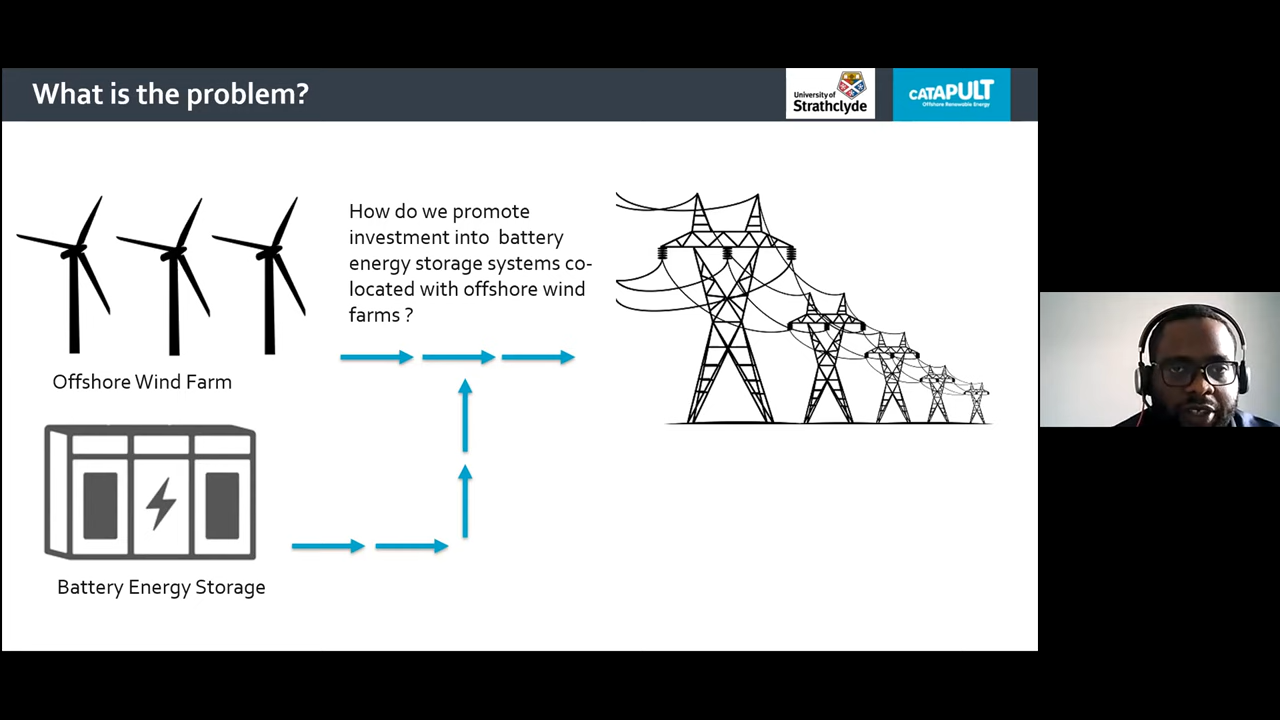 What is the problem?
University of
Strathclyde
CATAPULT
Offshore Renewable Energy
How do we promote
investment into battery
energy storage systems co-
located with offshore wind
farms ?
Offshore Wind Farm
Battery Energy Storage